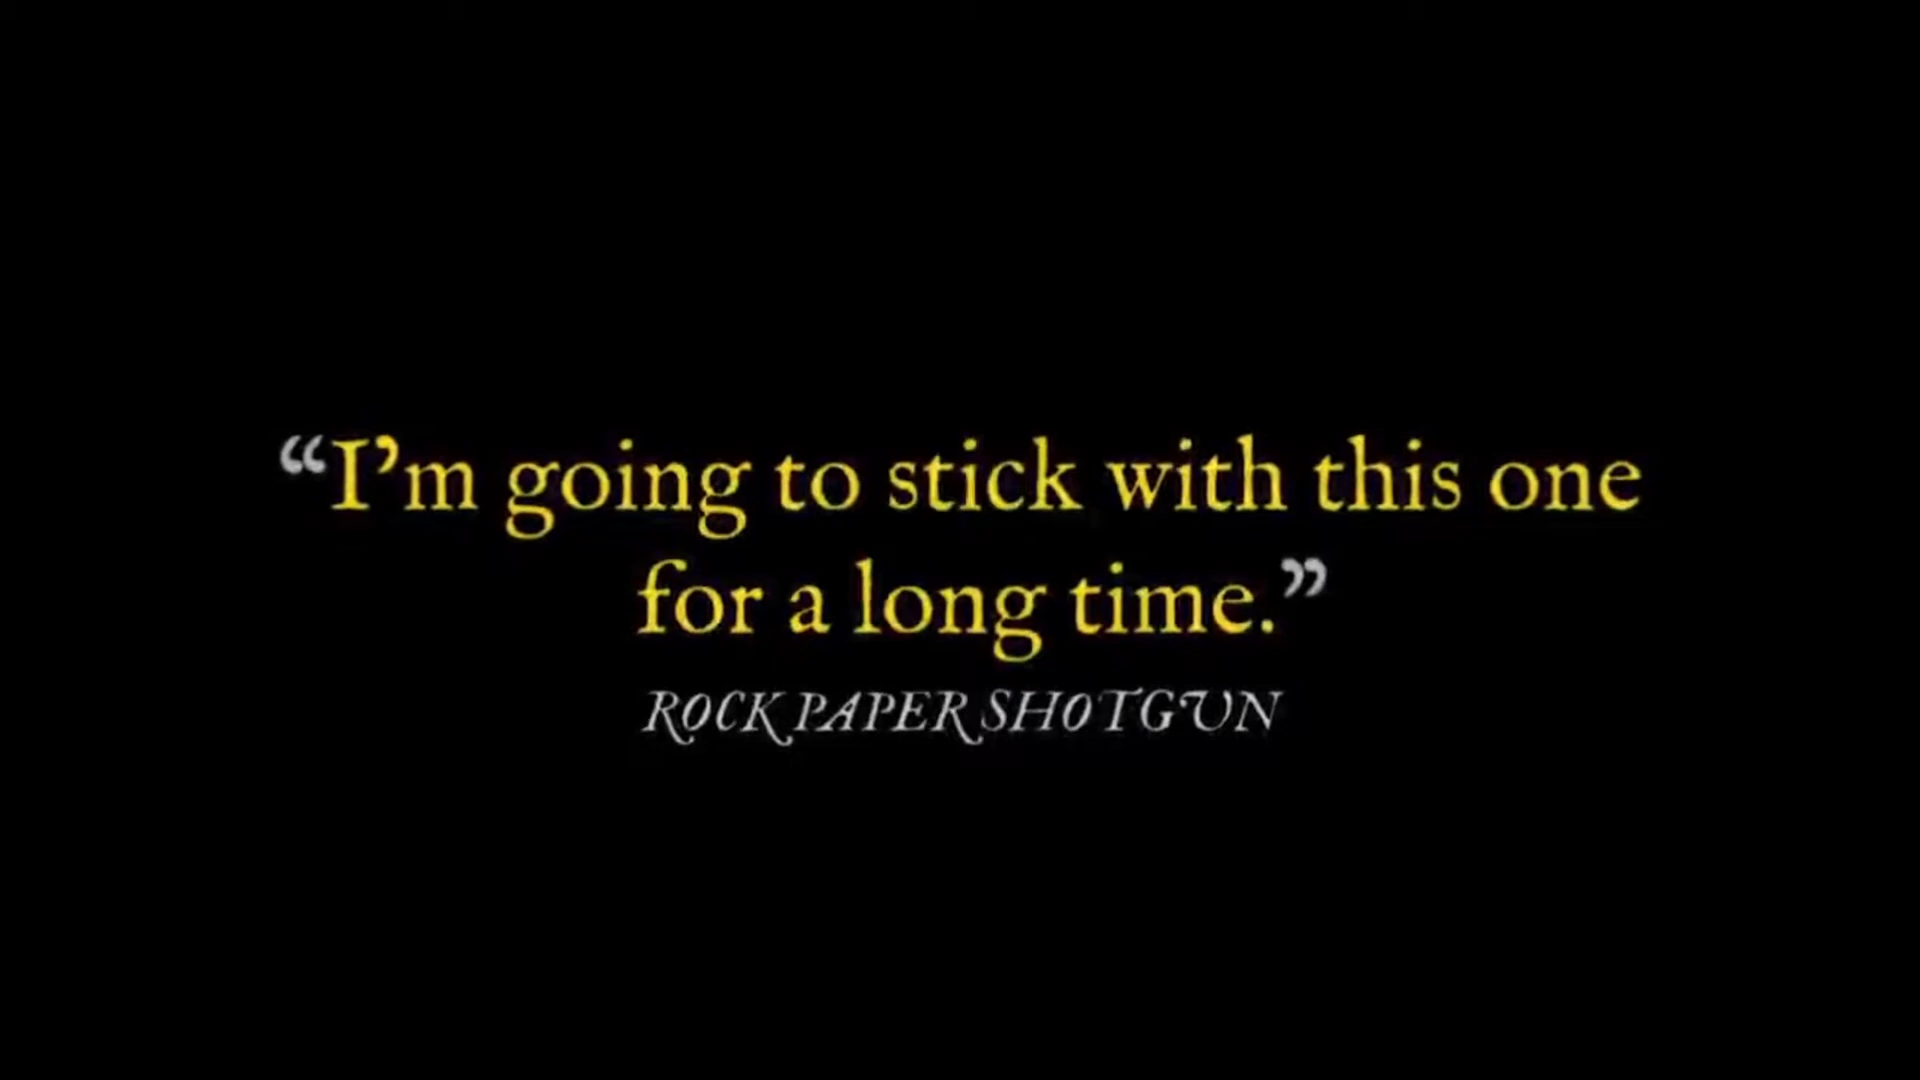 “I’m going to stick with this one
for a long time.”
ROCK PAPER SHOTGUN